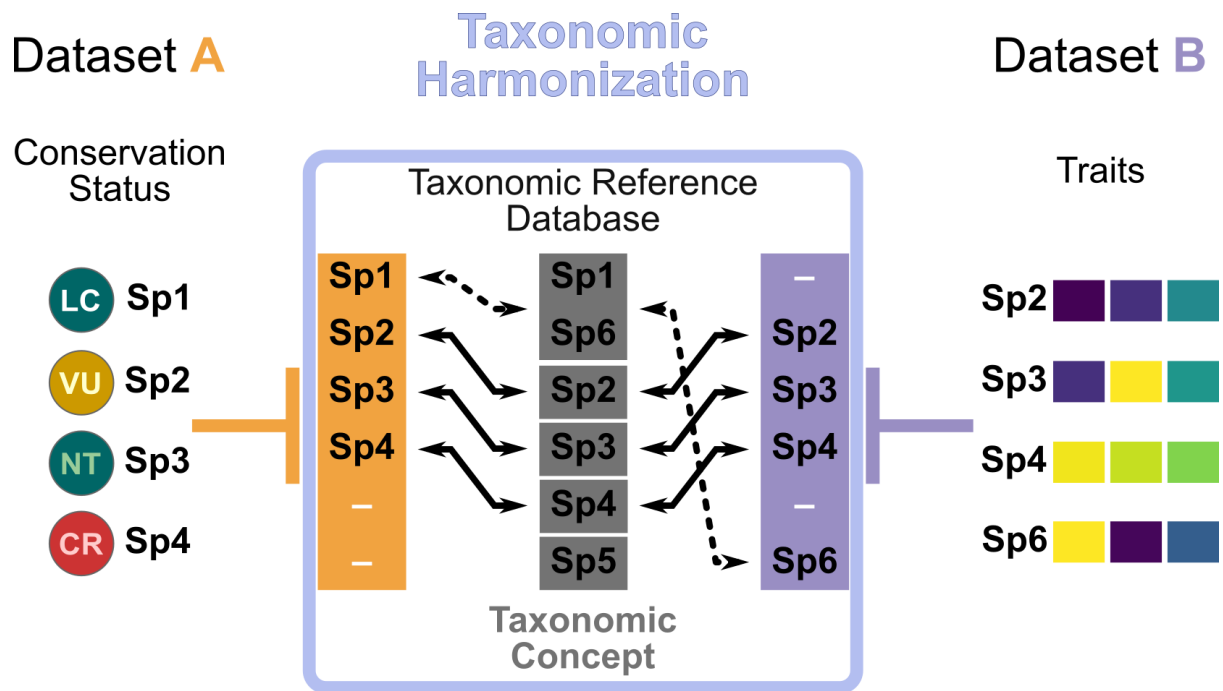 Dataset A
Taxonomic
Harmonization
Dataset B
Conservation
Status
LC Sp1
VU Sp2
NT Sp3
CR Sp4
Taxonomic Reference
Database
Sp1
Sp2
Sp3
Sp4
–
–
Sp1
Sp6
Sp2
Sp3
Sp4
Sp5
–
Sp2
Sp3
Sp4
–
Sp6
Taxonomic
Concept
Traits
Sp2
Sp3
Sp4
Sp6